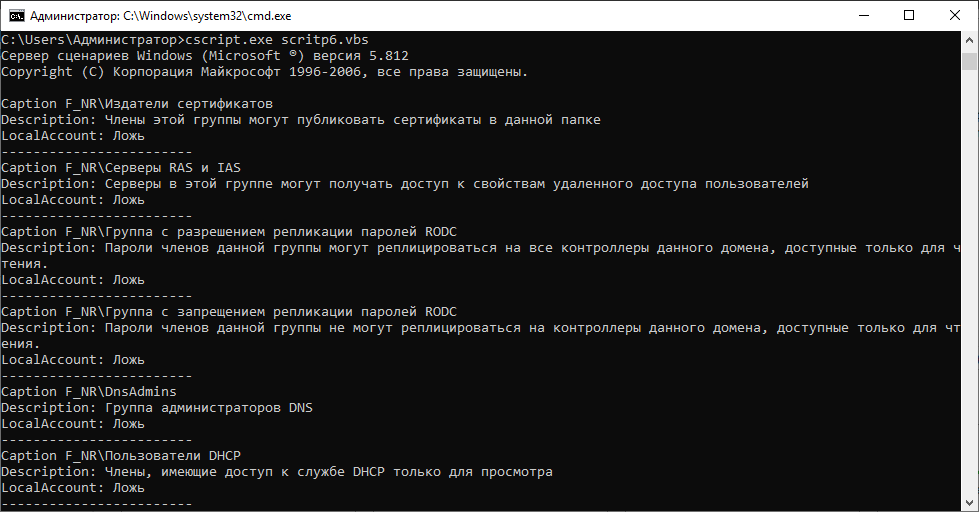 Администратор: C:\Windows\system32\cmd.exe
C:\Users\Администратор>cscript.exe scritp6.vbs
Сервер сценариев Windows (Microsoft ®) версия 5.812
Copyright (C) Корпорация Майкрософт 1996-2006, все права защищены.
Caption F_NR\Издатели сертификатов
Description: Члены этой группы могут публиковать сертификаты в данной папке
LocalAccount: Ложь
------------------------
Caption F_NR\Серверы RAS и IAS
Description: Серверы в этой группе могут получать доступ к свойствам удаленного доступа пользователей
LocalAccount: Ложь
------------------------
Caption F_NR\Группа с разрешением репликации паролей RODC
Description: Пароли членов данной группы могут реплицироваться на все контроллеры данного домена, доступные только для ч
тения.
LocalAccount: Ложь
------------------------
Caption F_NR\Группа с запрещением репликации паролей RODC
Description: Пароли членов данной группы не могут реплицироваться на контроллеры данного домена, доступные только для чт
ения.
LocalAccount: Ложь
------------------------
Caption F_NR\DnsAdmins
Description: Группа администраторов DNS
LocalAccount: Ложь
------------------------
Caption F_NR\Пользователи DHCP
Description: Члены, имеющие доступ к службе DHCP только для просмотра
LocalAccount: Ложь
------------------------